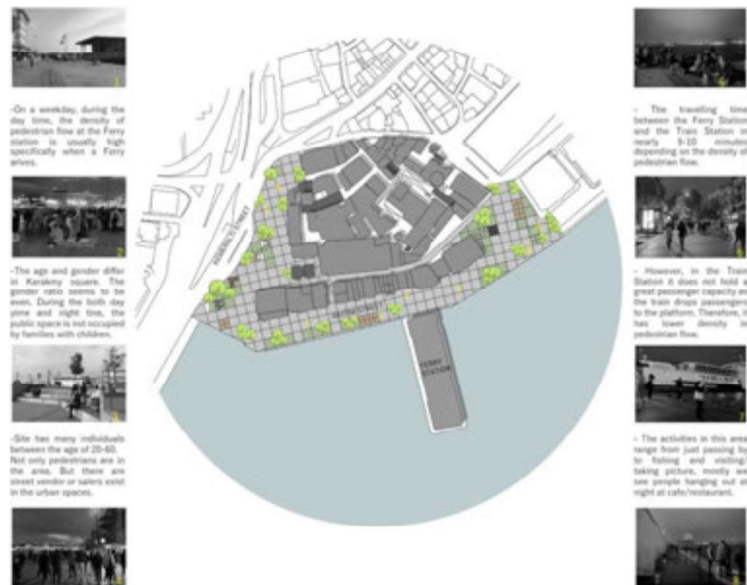 -On a weekday, during the
day time, the density of
pedestrian flow at the Ferry
station is usually high
specifically when a Ferry
arives.
-The age and gender differ
in Karakmy square. The
gender ratio seems to be
even. During the both day
yime and night time, the
public space is not occupied
by families with children.
-Site has many individuals
between the age of 20-60.
Not only pedestrians are in
the area. But there are
street vendor or salers exist
in the urban spaces.
STREET
FERRY
STATION
- The travelling time
between the Ferry Station
and the Train Station is
nearly 5-10 minutes
depending on the density of
pedestrian flow.
- However, in the Train
Station it does not hold a
great passenger capacity as
the train drops passengers
to the platform. Therefore, it
has lower density in
pedestrian flow.
- The activities in this area
range from just passing by
to fishing and visiting/
taking picture, mostly we
see people hanging out at
night at cafe/restaurant.